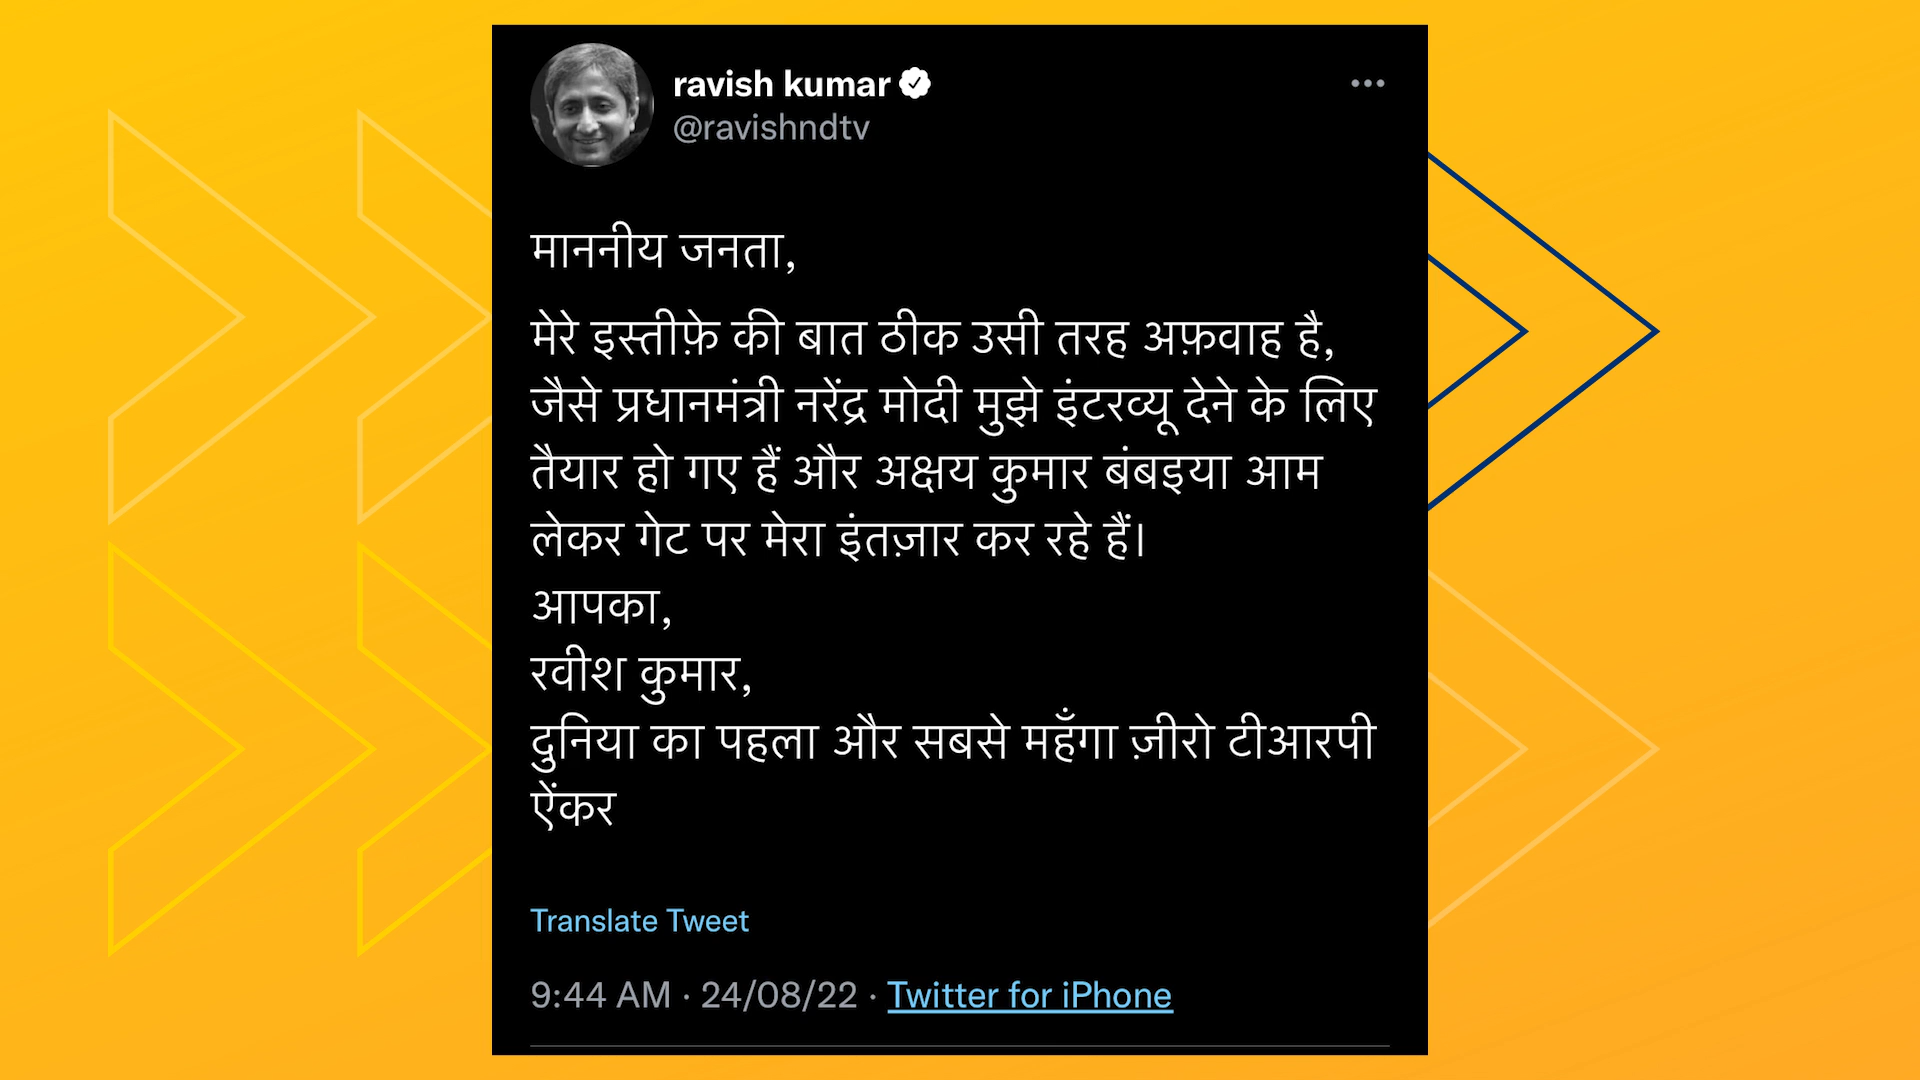 ravish kumar
@ravishndtv
माननीय जनता,
मेरे इस्तीफ़े की बात ठीक उसी तरह अफ़वाह है,
जैसे प्रधानमंत्री नरेंद्र मोदी मुझे इंटरव्यू देने के लिए
तैयार हो गए हैं और अक्षय कुमार बंबइया आम
लेकर गेट पर मेरा इंतज़ार कर रहे हैं।
आपका,
रवीश कुमार,
दुनिया का पहला और सबसे महँगा ज़ीरो टीआरपी
ऐंकर
Translate Tweet
9:44 AM · 24/08/22 · Twitter for iPhone